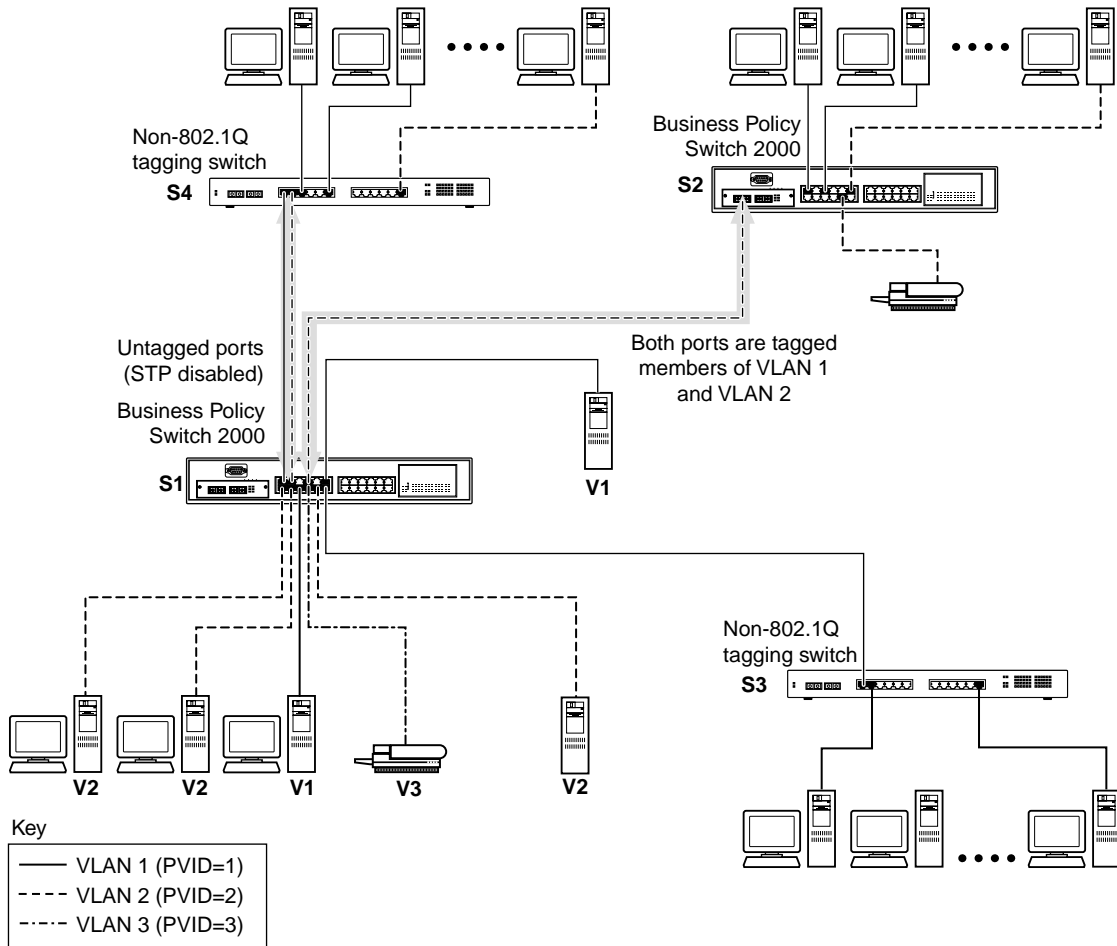 Non-802.1Q
tagging switch
S4
Business Policy
Switch 2000
S2
Untagged ports
(STP disabled)
Both ports are tagged
members of VLAN 1
and VLAN 2
Business Policy
Switch 2000
S1
V1
Non-802.1Q
tagging switch
S3
V2
V2
V1
V3
V2
Key
VLAN 1 (PVID=1)
VLAN 2 (PVID=2)
VLAN 3 (PVID=3)